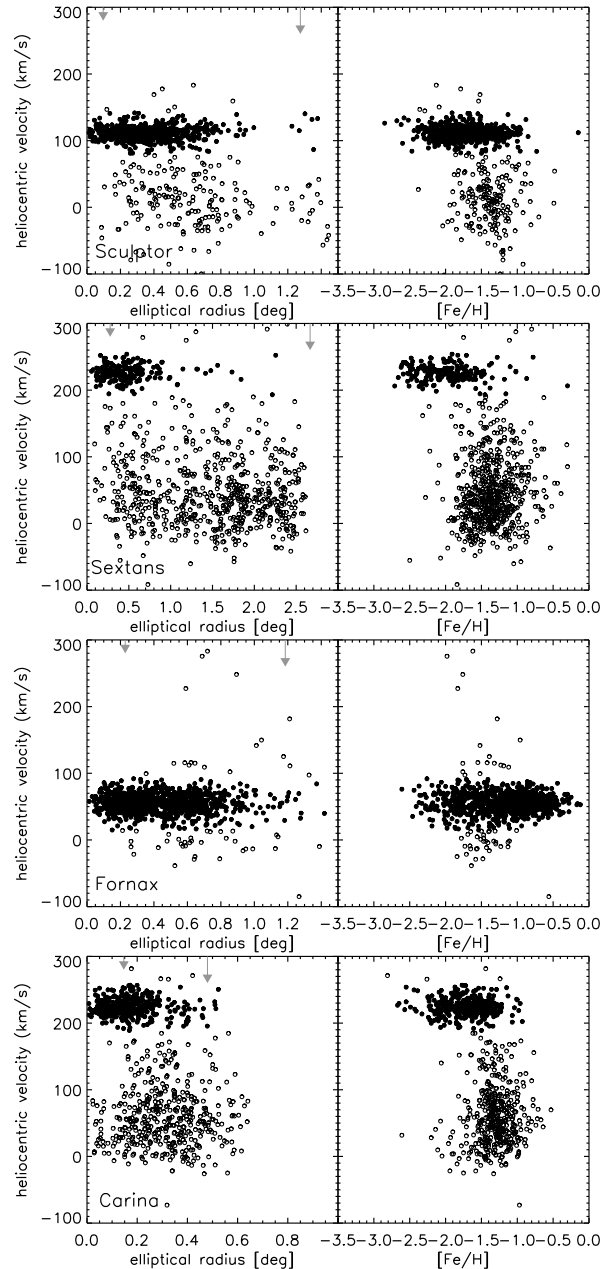 300
200
100
0
−100
heliocentric velocity (km/s)
Sculptor
0.0 0.2 0.4 0.6 0.8 1.0 1.2
elliptical radius [deg]
−3.5−3.0−2.5−2.0−1.5−1.0−0.5 0.0
[Fe/H]
300
200
100
0
−100
heliocentric velocity (km/s)
Sextans
0.0 0.5 1.0 1.5 2.0 2.5
elliptical radius [deg]
−3.5−3.0−2.5−2.0−1.5−1.0−0.5 0.0
[Fe/H]
300
200
100
0
−100
heliocentric velocity (km/s)
Fornax
0.0 0.2 0.4 0.6 0.8 1.0 1.2
elliptical radius [deg]
−3.5−3.0−2.5−2.0−1.5−1.0−0.5 0.0
[Fe/H]
300
200
100
0
−100
heliocentric velocity (km/s)
Carina
0.0 0.2 0.4 0.6 0.8
elliptical radius [deg]
−3.5−3.0−2.5−2.0−1.5−1.0−0.5 0.0
[Fe/H]